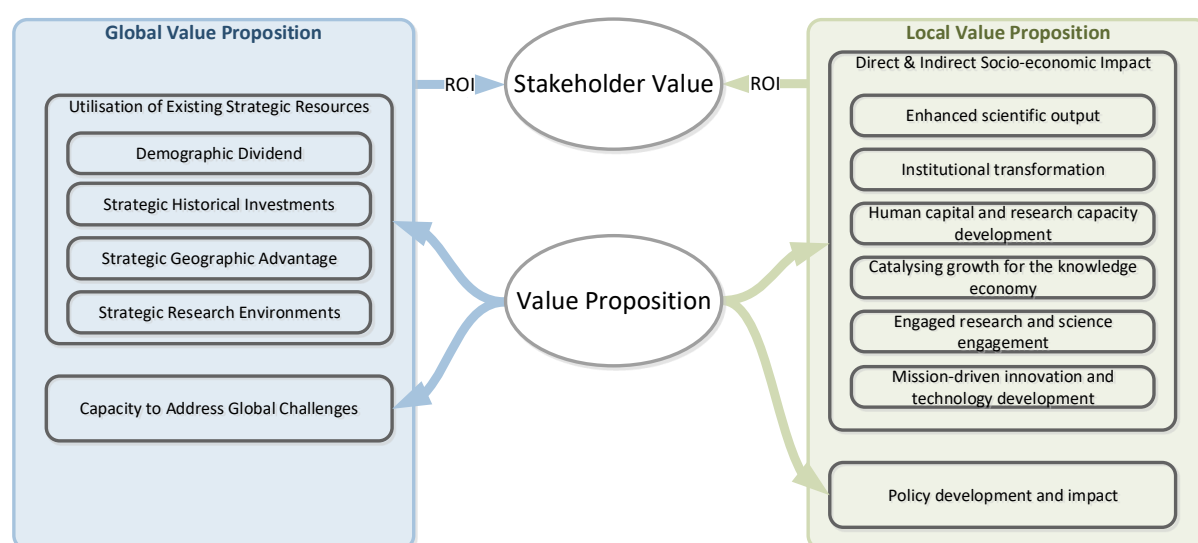 Global Value Proposition
Utilisation of Existing Strategic Resources
Demographic Dividend
Strategic Historical Investments
Strategic Geographic Advantage
Strategic Research Environments
Capacity to Address Global Challenges
ROI
Stakeholder Value
ROI
Value Proposition
Local Value Proposition
Direct & Indirect Socio-economic Impact
Enhanced scientific output
Institutional transformation
Human capital and research capacity
development
Catalysing growth for the knowledge
economy
Engaged research and science
engagement
Mission-driven innovation and
technology development
Policy development and impact